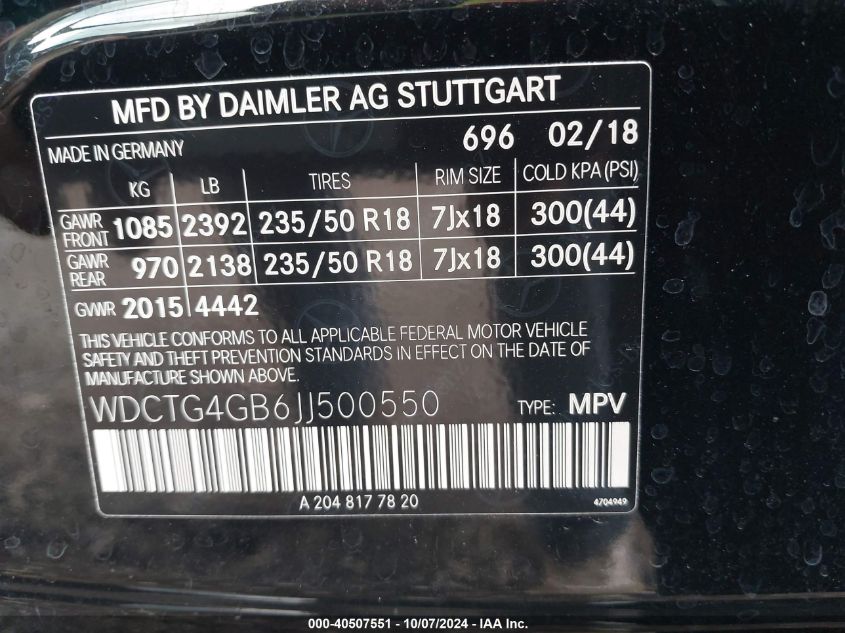 MFD BY DAIMLER AG STUTTGART
MADE IN GERMANY 696 02/18
KG LB TIRES RIM SIZE COLD KPA (PSI)
GAWR FRONT 1085 2392 235/50 R18 7Jx18 300(44)
GAWR REAR 970 2138 235/50 R18 7Jx18 300(44)
GVWR 2015 4442
THIS VEHICLE CONFORMS TO ALL APPLICABLE FEDERAL MOTOR VEHICLE
SAFETY AND THEFT PREVENTION STANDARDS IN EFFECT ON THE DATE OF
MANUFACTURE SHOWN ABOVE.
WDCTG4GB6JJ500550 TYPE: MPV
A 204 817 78 20 4704949
000-40507551 - 10/07/2024 - IAA Inc.